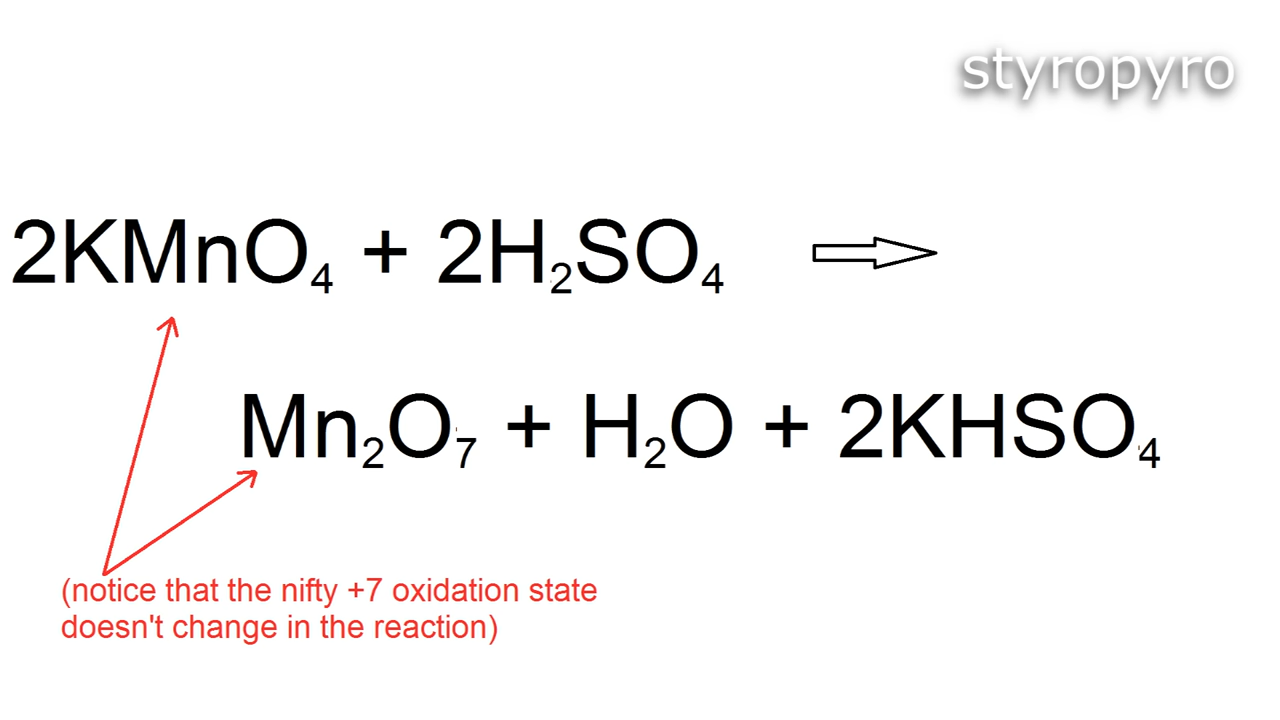 styropyro
2KMnO₄ + 2H₂SO₄ ⇨
Mn₂O₇ + H₂O + 2KHSO₄
(notice that the nifty +7 oxidation state
doesn't change in the reaction)